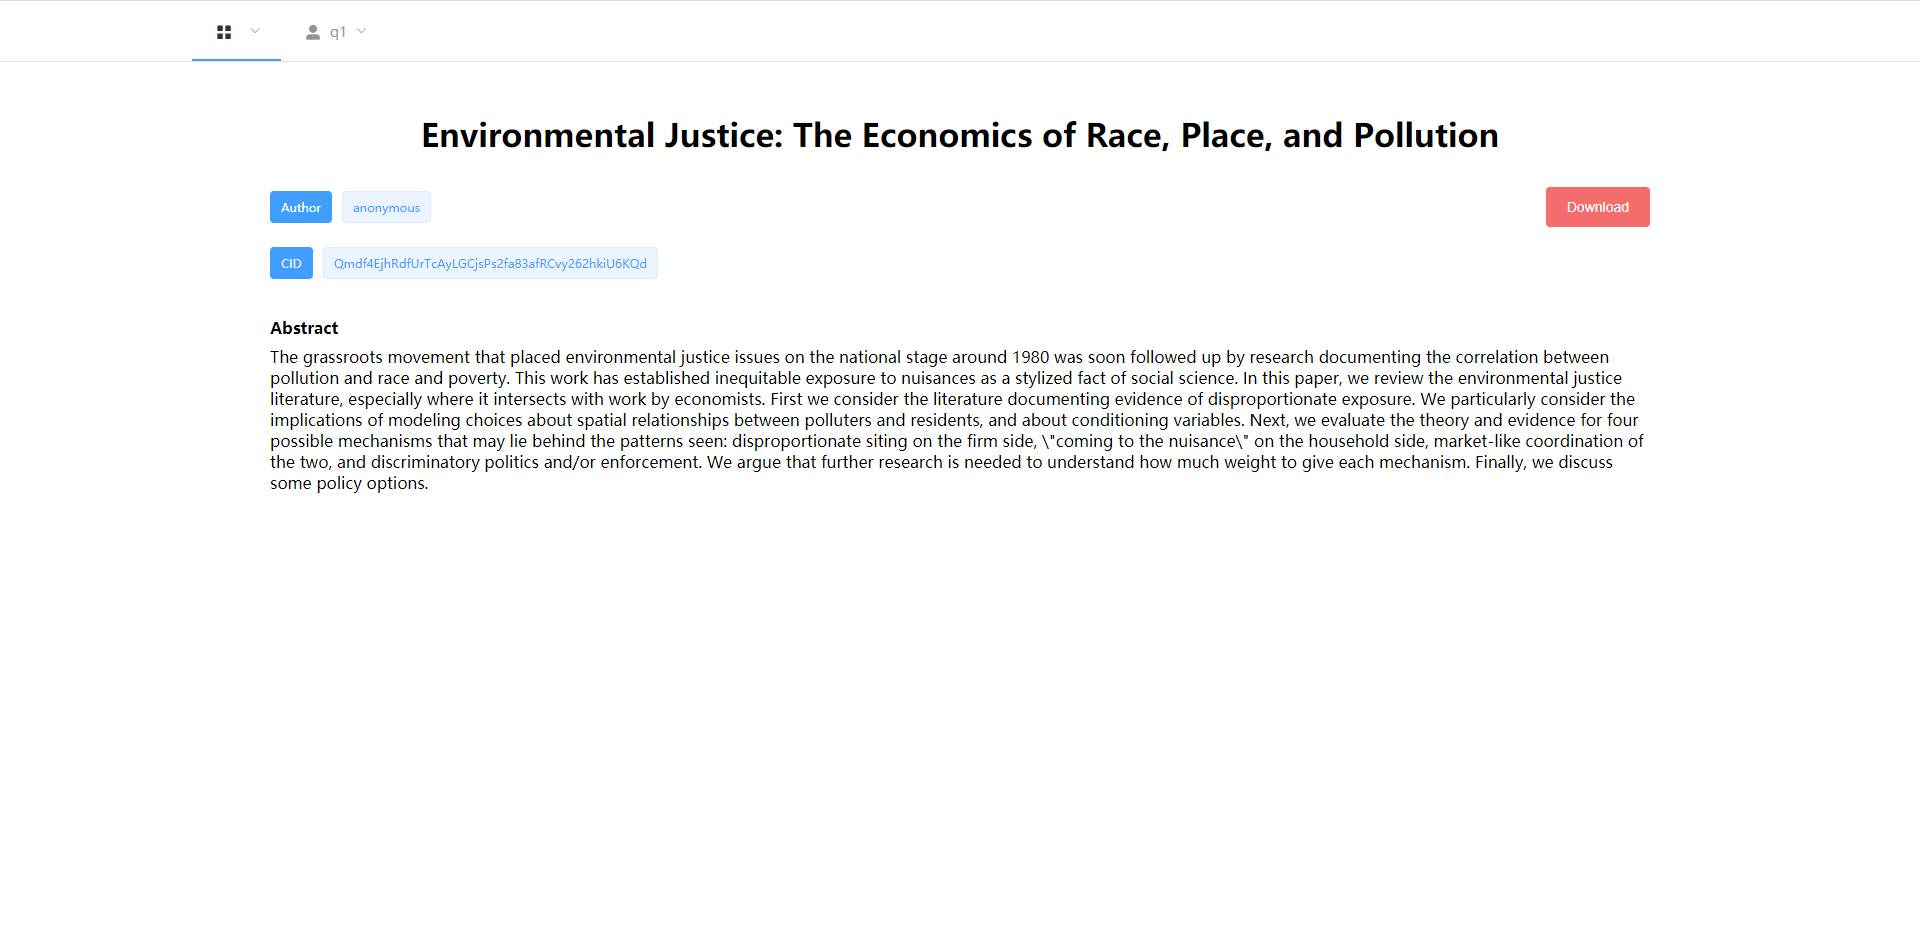 q1
Environmental Justice: The Economics of Race, Place, and Pollution
Author anonymous Download
CID Qmdf4EjhRdfUrTcAyLGCjsPs2fa83afRCvy262hkiU6KQd
Abstract
The grassroots movement that placed environmental justice issues on the national stage around 1980 was soon followed up by research documenting the correlation between
pollution and race and poverty. This work has established inequitable exposure to nuisances as a stylized fact of social science. In this paper, we review the environmental justice
literature, especially where it intersects with work by economists. First we consider the literature documenting evidence of disproportionate exposure. We particularly consider the
implications of modeling choices about spatial relationships between polluters and residents, and about conditioning variables. Next, we evaluate the theory and evidence for four
possible mechanisms that may lie behind the patterns seen: disproportionate siting on the firm side, \"coming to the nuisance\" on the household side, market-like coordination of
the two, and discriminatory politics and/or enforcement. We argue that further research is needed to understand how much weight to give each mechanism. Finally, we discuss
some policy options.